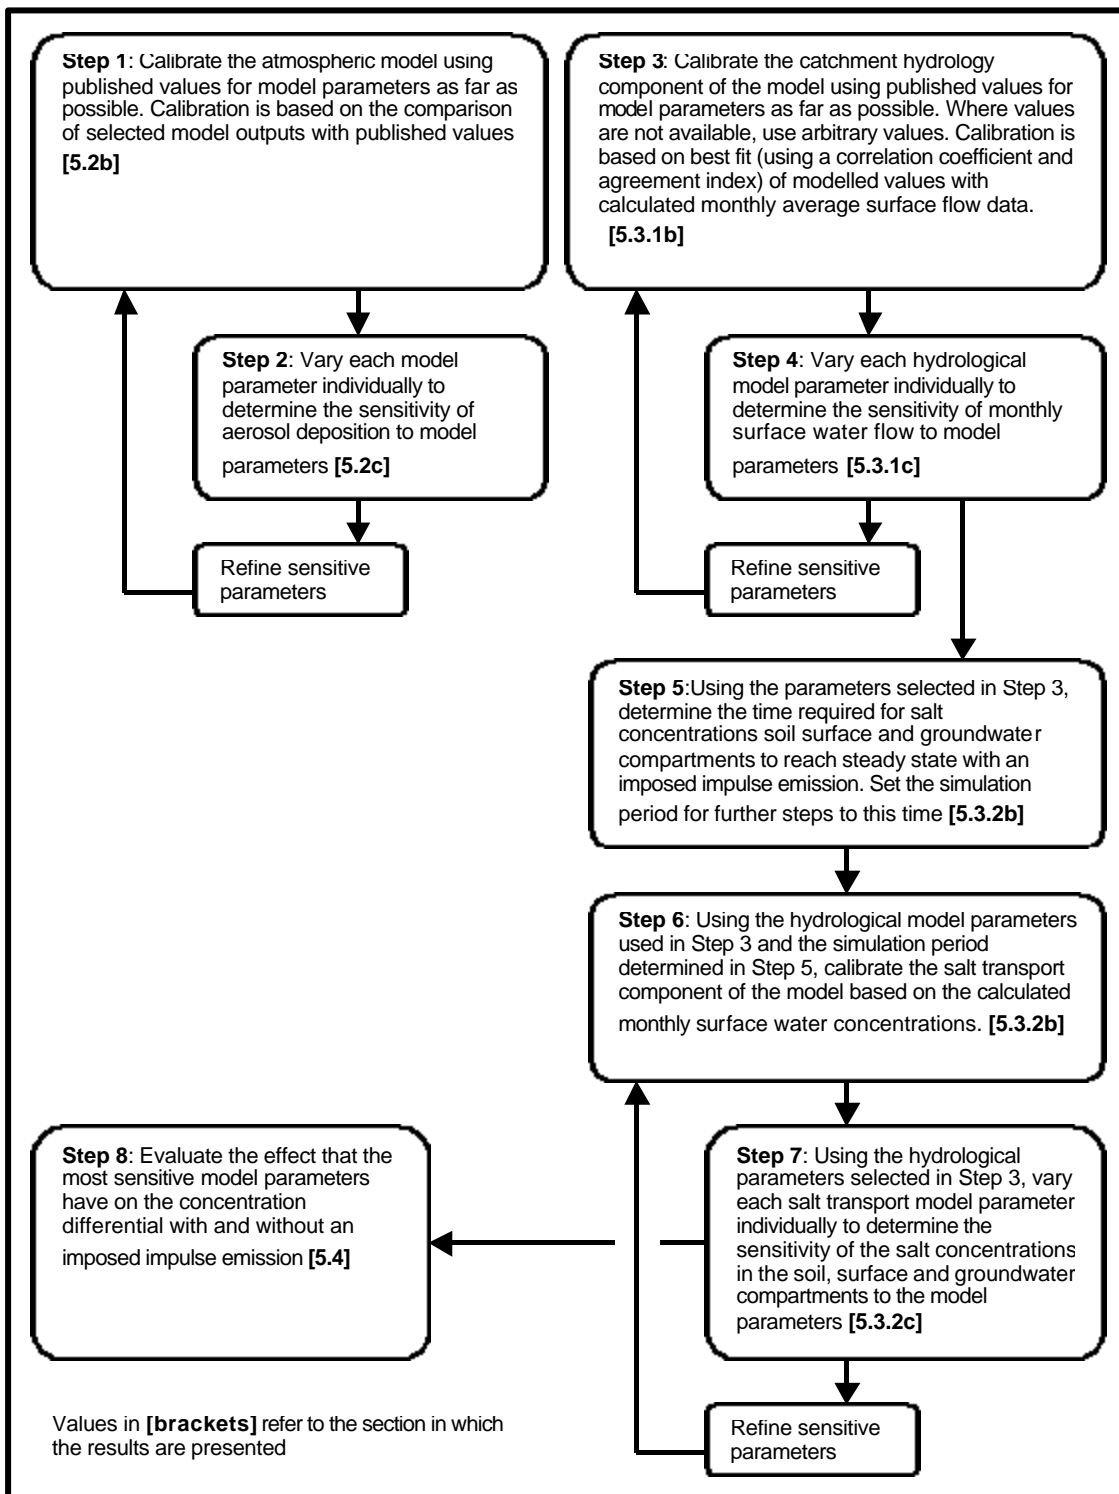 Step 1: Calibrate the atmospheric model using
published values for model parameters as far as
possible. Calibration is based on the comparison
of selected model outputs with published values
[5.2b]
Step 3: Calibrate the catchment hydrology
component of the model using published values for
model parameters as far as possible. Where values
are not available, use arbitrary values. Calibration is
based on best fit (using a correlation coefficient and
agreement index) of modelled values with
calculated monthly average surface flow data.
[5.3.1b]
Step 2: Vary each model
parameter individually to
determine the sensitivity of
aerosol deposition to model
parameters [5.2c]
Step 4: Vary each hydrological
model parameter individually to
determine the sensitivity of monthly
surface water flow to model
parameters [5.3.1c]
Refine sensitive
parameters
Refine sensitive
parameters
Step 5:Using the parameters selected in Step 3,
determine the time required for salt
concentrations soil surface and groundwater
compartments to reach steady state with an
imposed impulse emission. Set the simulation
period for further steps to this time [5.3.2b]
Step 6: Using the hydrological model parameters
used in Step 3 and the simulation period
determined in Step 5, calibrate the salt transport
component of the model based on the calculated
monthly surface water concentrations. [5.3.2b]
Step 8: Evaluate the effect that the
most sensitive model parameters
have on the concentration
differential with and without an
imposed impulse emission [5.4]
Step 7: Using the hydrological
parameters selected in Step 3, vary
each salt transport model parameter
individually to determine the
sensitivity of the salt concentrations
in the soil, surface and groundwater
compartments to the model
parameters [5.3.2c]
Values in [brackets] refer to the section in which
the results are presented
Refine sensitive
parameters